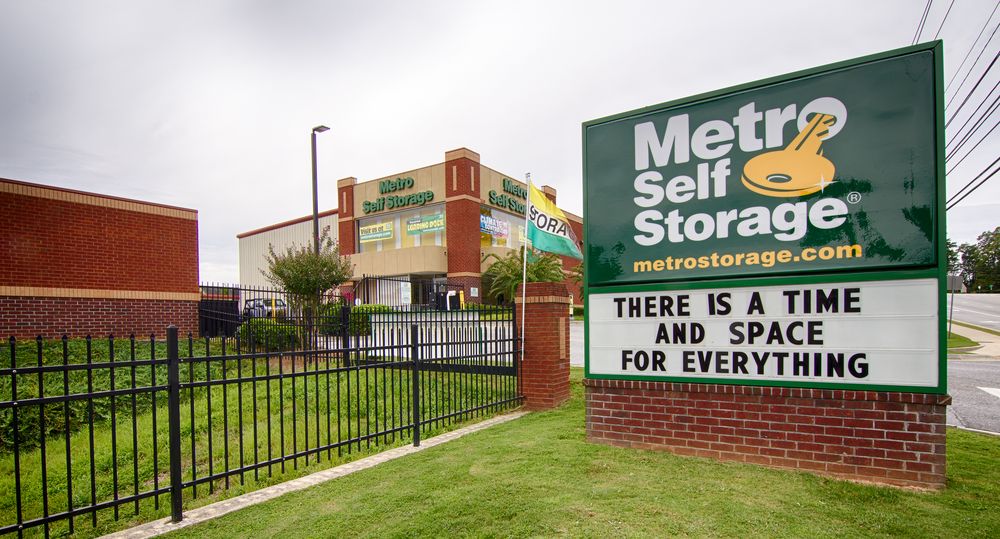 Metro
Self
Storage®
metrostorage.com
THERE IS A TIME
AND SPACE
FOR EVERYTHING
Metro
Self Storage
Metro
Self
LOADING DOCK